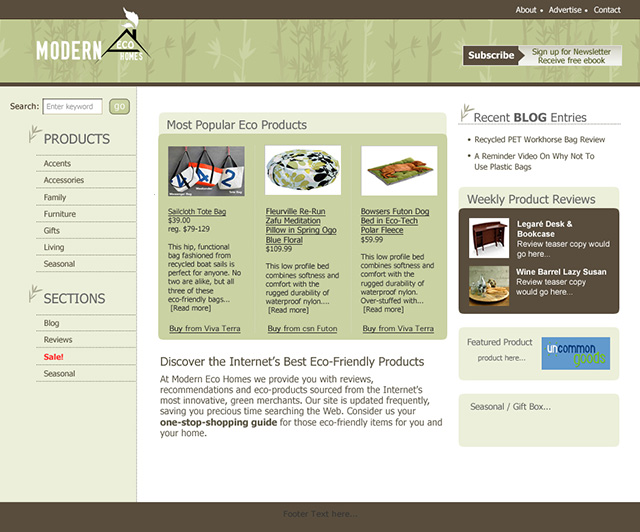 About • Advertise • Contact
MODERN
ECO
HOMES
Subscribe
Sign up for Newsletter
Receive free ebook
Search: Enter keyword go
PRODUCTS
Accents
Accessories
Family
Furniture
Gifts
Living
Seasonal
SECTIONS
Blog
Reviews
Sale!
Seasonal
Most Popular Eco Products
Sailcloth Tote Bag
$39.00
reg. $79-129
This hip, functional
bag fashioned from
recycled boat sails is
perfect for anyone. No
two are alike, but all
three of these
eco-friendly bags...
[Read more]
Buy from Viva Terra
Fleurville Re-Run
Zafu Meditation
Pillow in Spring Ogo
Blue Floral
$109.99
This low profile bed
combines softness and
comfort with the
rugged durability of
waterproof nylon....
[Read more]
Buy from csn Futon
Bowsers Futon Dog
Bed in Eco-Tech
Polar Fleece
$59.99
This low profile bed
combines softness and
comfort with the
rugged durability of
waterproof nylon.
Over-stuffed with...
[Read more]
Buy from Viva Terra
Discover the Internet's Best Eco-Friendly Products
At Modern Eco Homes we provide you with reviews,
recommendations and eco-products sourced from the Internet's
most innovative, green merchants. Our site is updated frequently,
saving you precious time searching the Web. Consider us your
one-stop-shopping guide for those eco-friendly items for you and
your home.
Recent BLOG Entries
• Recycled PET Workhorse Bag Review
• A Reminder Video On Why Not To
Use Plastic Bags
Weekly Product Reviews
Legaré Desk &
Bookcase
Review teaser copy would
go here...
Wine Barrel Lazy Susan
Review teaser copy
would go here...
Featured Product
product here...
uncommon
goods
Seasonal / Gift Box...
Footer Text here...